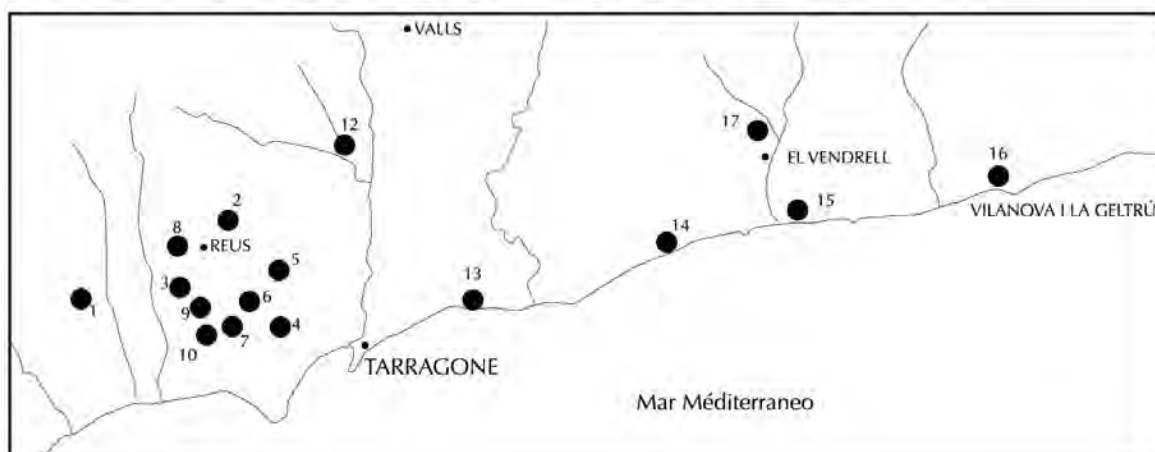 VALLS
12
17
EL VENDRELL
16
2
15
VILANOVA I LA GELTRÚ
8
REUS
14
5
13
3
6
1
9
4
10
7
TARRAGONE
Mar Méditerraneo